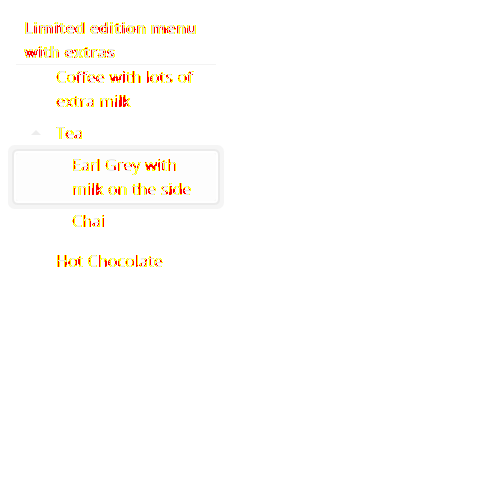 Limited edition menu
with extras
Coffee with lots of
extra milk
Tea
Earl Grey with
milk on the side
Chai
Hot Chocolate